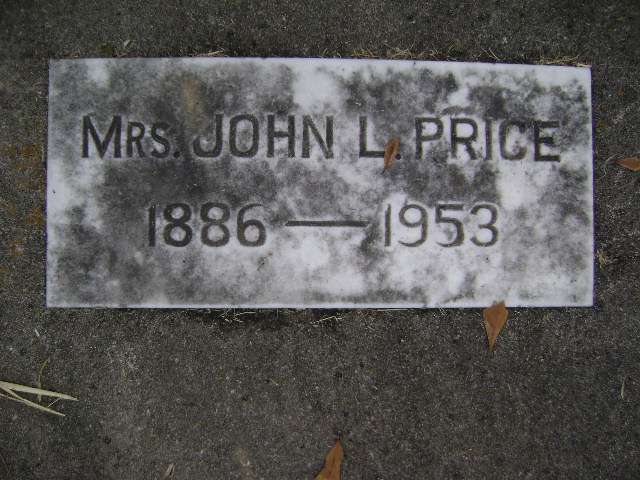 MRS. JOHN L. PRICE
1886 — 1953